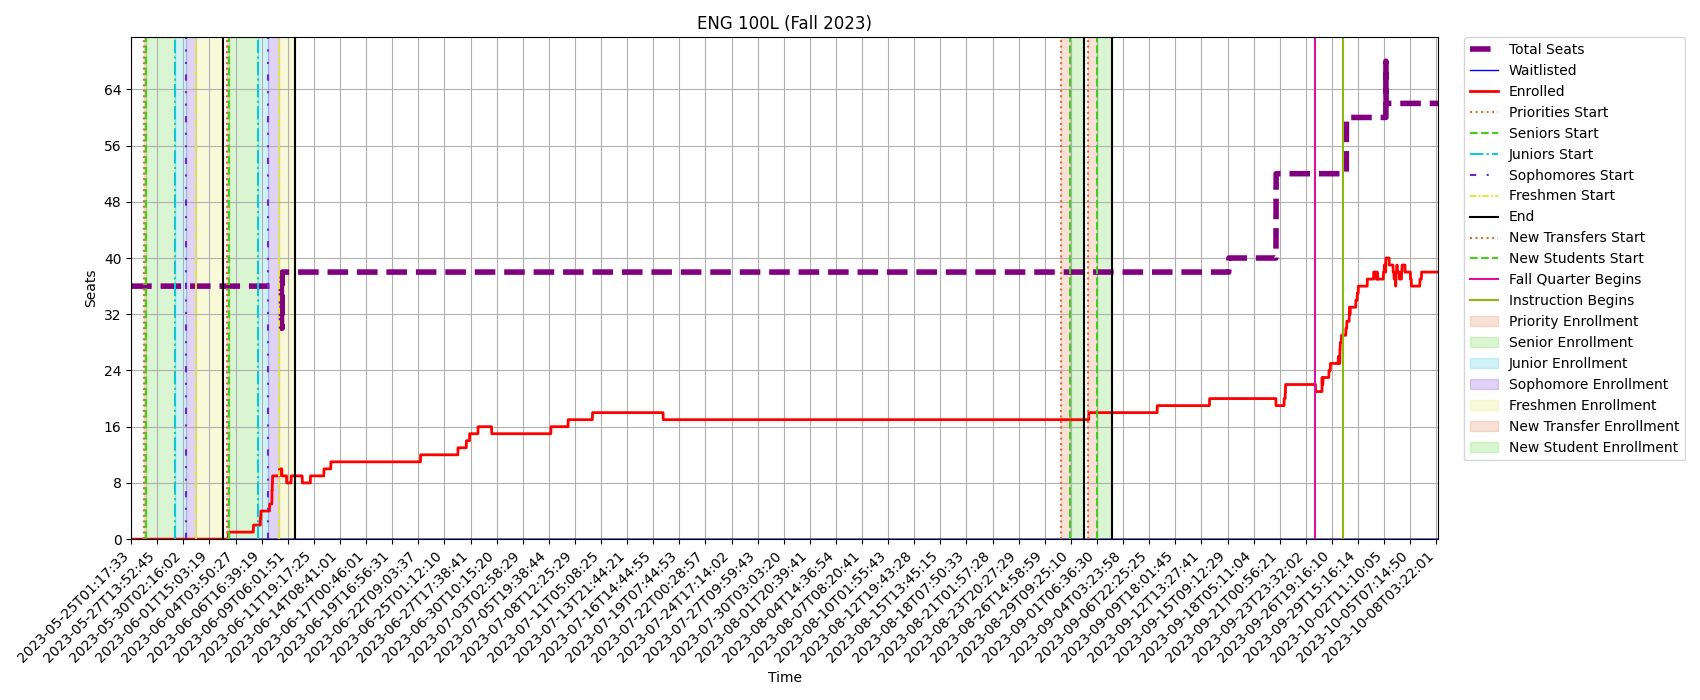 ENG 100L (Fall 2023)
Seats
64
56
48
40
32
24
16
8
0
2023-05-25T01:17:33
2023-05-27T13:52:45
2023-05-30T02:16:02
2023-06-01T15:03:19
2023-06-04T03:50:27
2023-06-06T16:39:19
2023-06-09T06:01:51
2023-06-11T19:17:25
2023-06-14T08:41:01
2023-06-17T00:46:01
2023-06-19T16:56:31
2023-06-22T09:03:37
2023-06-25T01:12:10
2023-06-27T17:38:41
2023-06-30T10:15:20
2023-07-03T02:58:29
2023-07-05T19:38:44
2023-07-08T12:25:29
2023-07-11T05:08:25
2023-07-13T21:44:21
2023-07-16T14:44:55
2023-07-19T07:44:53
2023-07-22T00:28:57
2023-07-24T17:14:02
2023-07-27T09:59:43
2023-07-30T03:03:20
2023-08-01T20:39:41
2023-08-04T14:36:54
2023-08-07T08:20:41
2023-08-10T01:55:43
2023-08-12T19:43:28
2023-08-15T13:45:15
2023-08-18T07:50:33
2023-08-21T01:57:28
2023-08-23T20:27:29
2023-08-26T14:58:59
2023-08-29T09:25:10
2023-09-01T06:36:30
2023-09-04T03:23:58
2023-09-06T22:25:25
2023-09-09T18:01:45
2023-09-12T13:27:41
2023-09-15T09:12:29
2023-09-18T05:11:04
2023-09-21T00:56:21
2023-09-23T23:32:02
2023-09-26T19:16:10
2023-09-29T15:16:14
2023-10-02T11:10:05
2023-10-05T07:14:50
2023-10-08T03:22:01
Time
Total Seats
Waitlisted
Enrolled
Priorities Start
Seniors Start
Juniors Start
Sophomores Start
Freshmen Start
End
New Transfers Start
New Students Start
Fall Quarter Begins
Instruction Begins
Priority Enrollment
Senior Enrollment
Junior Enrollment
Sophomore Enrollment
Freshmen Enrollment
New Transfer Enrollment
New Student Enrollment